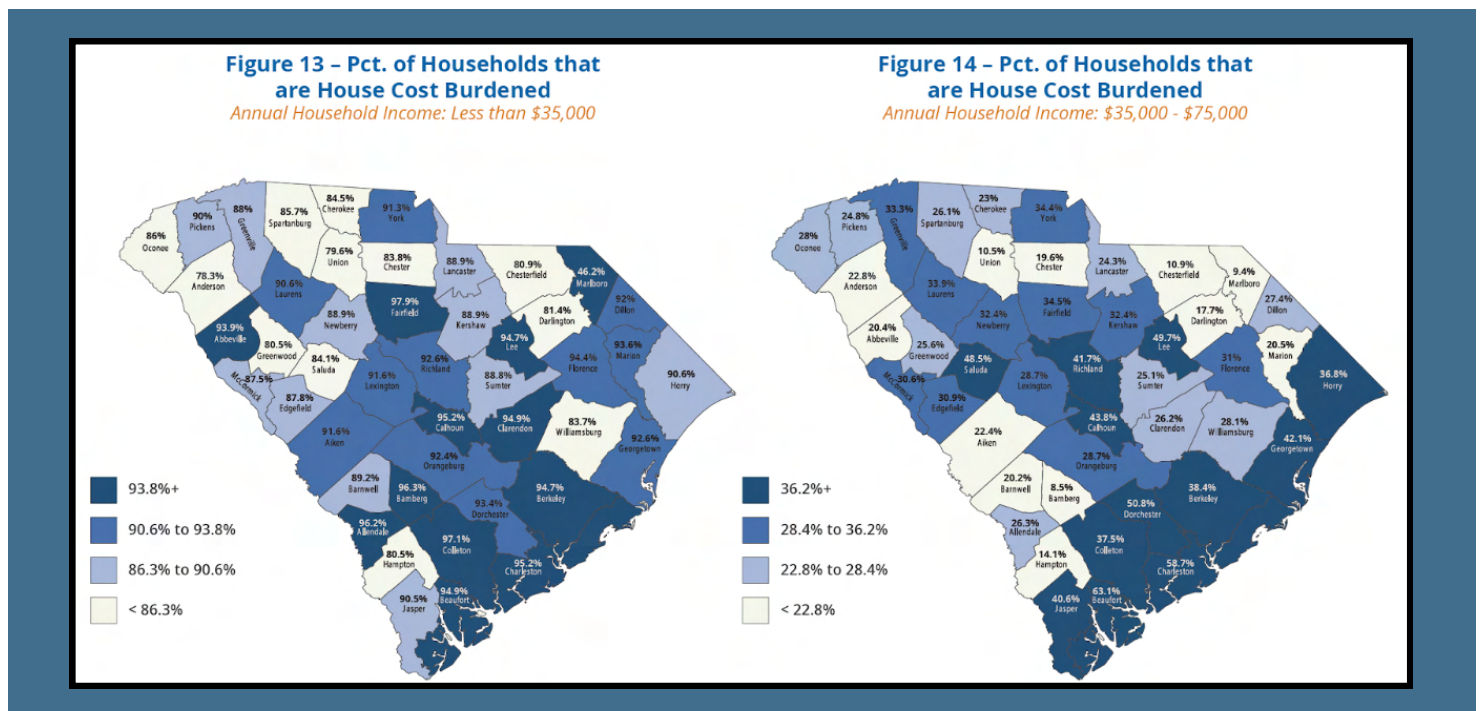 Figure 13 – Pct. of Households that
are House Cost Burdened
Annual Household Income: Less than $35,000
88%
Greenville
90%
Pickens
86%
Oconee
85.7%
Spartanburg
84.5%
Cherokee
91.3%
York
79.6%
Union
83.8%
Chester
88.9%
Lancaster
80.9%
Chesterfield
46.2%
Marlboro
78.3%
Anderson
90.6%
Laurens
97.9%
Fairfield
88.9%
Newberry
88.9%
Kershaw
81.4%
Darlington
92%
Dillon
93.9%
Abbeville
80.5%
Greenwood
84.1%
Saluda
94.7%
Lee
93.6%
Marion
94.4%
Florence
92.6%
Richland
91.6%
Lexington
88.8%
Sumter
90.6%
Horry
87.5%
McCormick
87.8%
Edgefield
95.2%
Calhoun
94.9%
Clarendon
83.7%
Williamsburg
92.6%
Georgetown
91.6%
Aiken
92.4%
Orangeburg
89.2%
Barnwell
96.3%
Bamberg
93.4%
Dorchester
94.7%
Berkeley
96.2%
Allendale
97.1%
Colleton
80.5%
Hampton
95.2%
Charleston
90.5%
Jasper
94.9%
Beaufort
93.8%+
90.6% to 93.8%
86.3% to 90.6%
< 86.3%
Figure 14 – Pct. of Households that
are House Cost Burdened
Annual Household Income: $35,000 - $75,000
33.3%
Greenville
24.8%
Pickens
28%
Oconee
26.1%
Spartanburg
23%
Cherokee
34.4%
York
10.5%
Union
19.6%
Chester
24.3%
Lancaster
10.9%
Chesterfield
9.4%
Marlboro
22.8%
Anderson
33.9%
Laurens
34.5%
Fairfield
32.4%
Newberry
32.4%
Kershaw
17.7%
Darlington
27.4%
Dillon
20.4%
Abbeville
25.6%
Greenwood
48.5%
Saluda
49.7%
Lee
20.5%
Marion
31%
Florence
41.7%
Richland
28.7%
Lexington
25.1%
Sumter
36.8%
Horry
30.6%
McCormick
30.9%
Edgefield
43.8%
Calhoun
26.2%
Clarendon
28.1%
Williamsburg
42.1%
Georgetown
22.4%
Aiken
28.7%
Orangeburg
20.2%
Barnwell
8.5%
Bamberg
50.8%
Dorchester
38.4%
Berkeley
26.3%
Allendale
37.5%
Colleton
14.1%
Hampton
58.7%
Charleston
40.6%
Jasper
63.1%
Beaufort
36.2%+
28.4% to 36.2%
22.8% to 28.4%
< 22.8%